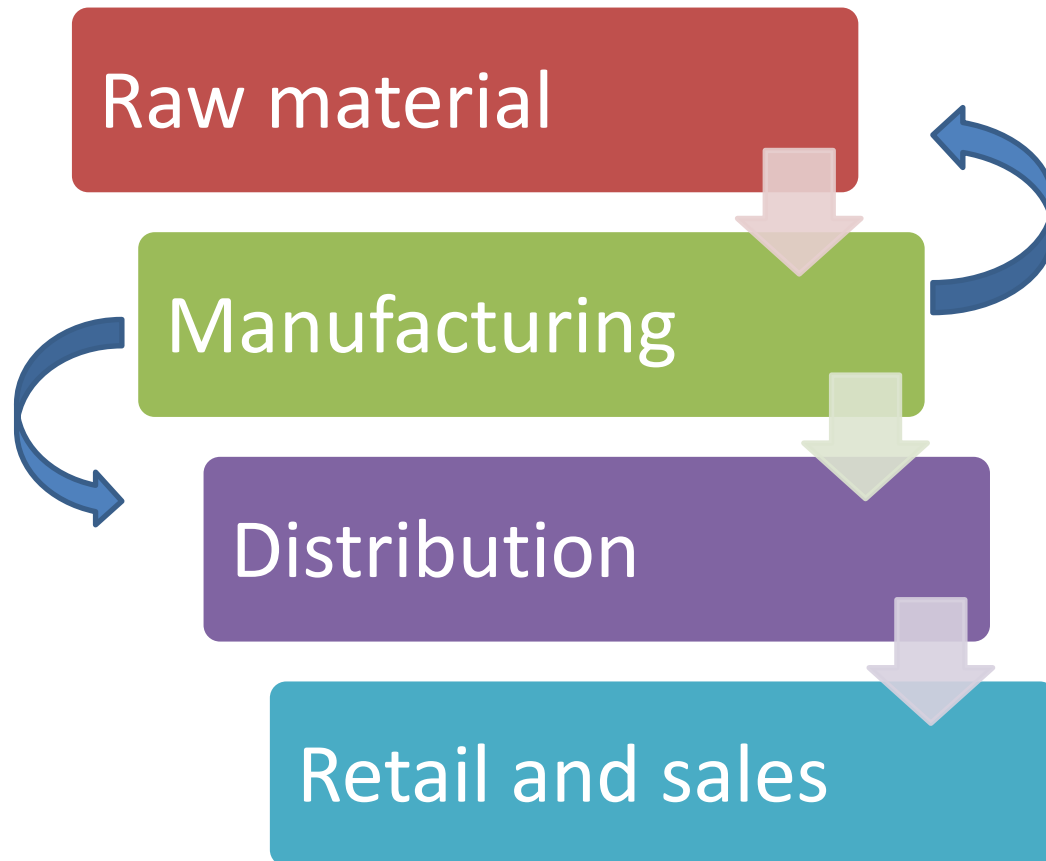 Raw material
Manufacturing
Distribution
Retail and sales